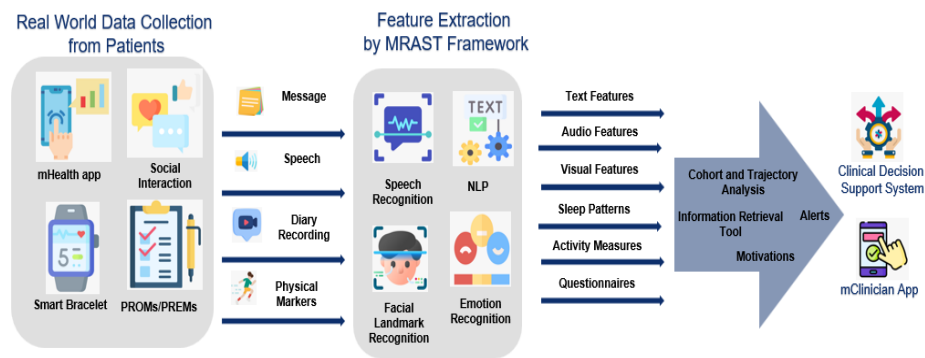 Real World Data Collection
from Patients
mHealth app
Social
Interaction
5
Smart Bracelet
PROMs/PREMs
Message
Speech
Diary
Recording
Physical
Markers
Feature Extraction
by MRAST Framework
TEXT
Speech
Recognition
NLP
Facial
Landmark
Recognition
Emotion
Recognition
Text Features
Audio Features
Visual Features
Sleep Patterns
Activity Measures
Questionnaires
Cohort and Trajectory
Analysis
Information Retrieval
Tool
Alerts
Motivations
Clinical Decision
Support System
mClinician App